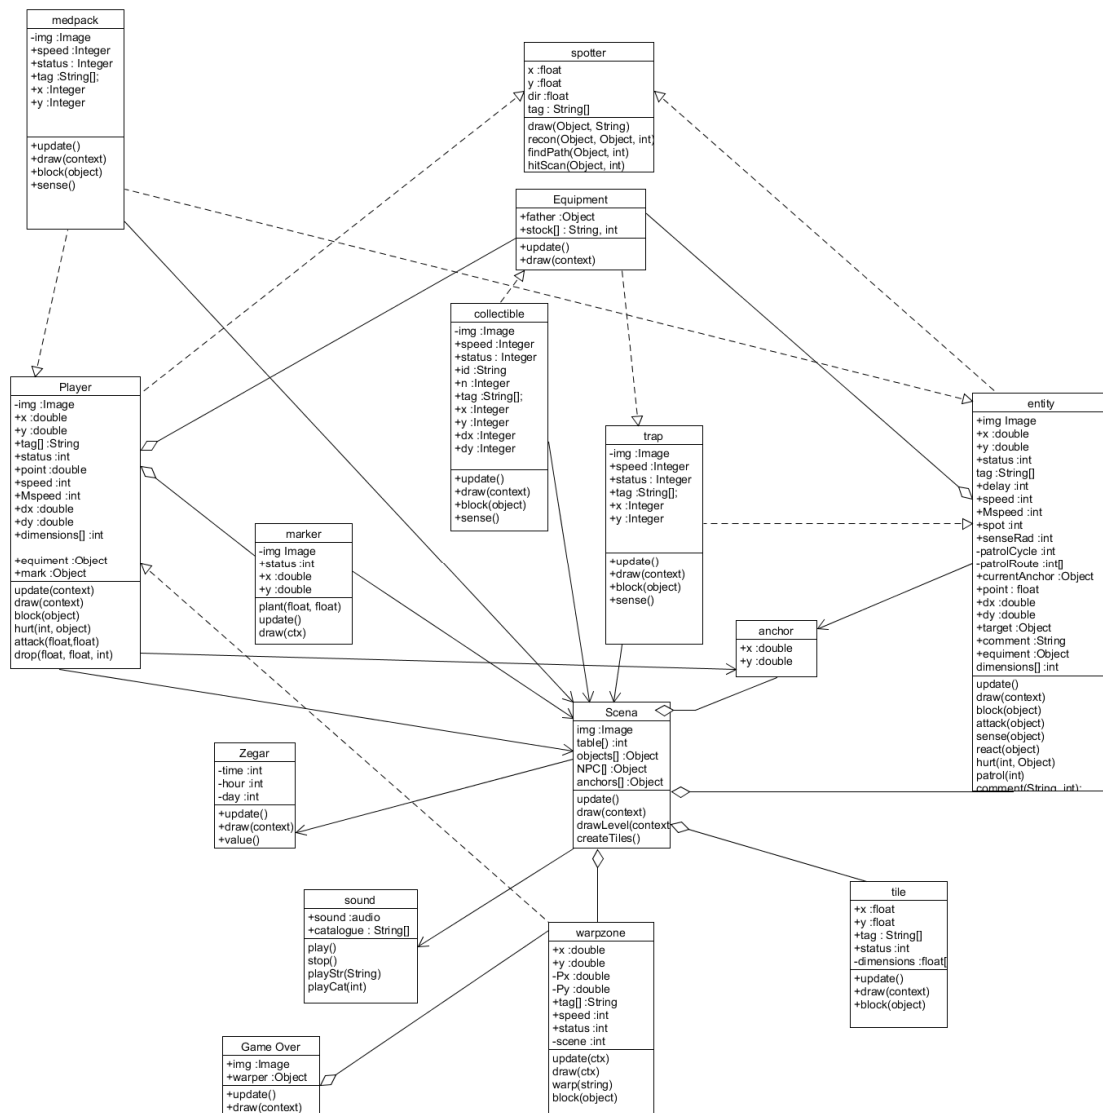 medpack
-img :Image
+speed :Integer
+status : Integer
+tag :String[];
+x : Integer
+y : Integer
+update()
+draw(context)
+block(object)
+sense()
spotter
x :float
y :float
dir :float
tag : String[]
draw(Object, String)
recon(Object, Object, int)
findPath(Object, int)
hitScan(Object, int)
Equipment
+father :Object
+stock[] : String, int
+update()
+draw(context)
collectible
-img :Image
+speed :Integer
+status : Integer
+id :String
+n :Integer
+tag :String[];
+x :Integer
+y :Integer
+dx :Integer
+dy :Integer
+update()
+draw(context)
+block(object)
+sense()
Player
-img :Image
+x :double
+y :double
+tag[] :String
+status :int
+point :double
+speed :int
+Mspeed :int
+dx :double
+dy :double
+dimensions[] :int
+equiment :Object
+mark :Object
update(context)
draw(context)
block(object)
hurt(int, object)
attack(float,float)
drop(float, float, int)
entity
+img Image
+x :double
+y :double
+status :int
tag :String[]
+delay :int
+speed :int
+Mspeed :int
+spot :int
+senseRad :int
-patrolCycle :int
-patrolRoute :int[]
+currentAnchor :Object
+point : float
+dx :double
+dy :double
+target :Object
+comment :String
+equiment :Object
dimensions[] :int
update()
draw(context)
block(object)
attack(object)
sense(object)
react(object)
hurt(int, Object)
patrol(int)
comment(String, int);
trap
-img :Image
+speed :Integer
+status : Integer
+tag :String[];
+x :Integer
+y :Integer
+update()
+draw(context)
+block(object)
+sense()
marker
-img Image
+status :int
+x :double
+y :double
plant(float, float)
update()
draw(ctx)
anchor
+x :double
+y :double
Scena
img :Image
table[) :int
objects[] :Object
NPC[] :Object
anchors[] :Object
update()
draw(context)
drawLevel(context
createTiles()
Zegar
-time :int
-hour :int
-day :int
+update()
+draw(context)
+value()
sound
+sound :audio
+catalogue : String[]
play()
stop()
playStr(String)
playCat(int)
tile
+x :float
+y :float
+tag : String[]
+status :int
-dimensions :float[
+update()
+draw(context)
+block(object)
warpzone
+x :double
+y :double
-Px :double
-Py :double
+tag[] :String
+speed :int
+status :int
-scene :int
update(ctx)
draw(ctx)
warp(string)
block(object)
Game Over
+img :Image
+warper :Object
+update()
+draw(context)